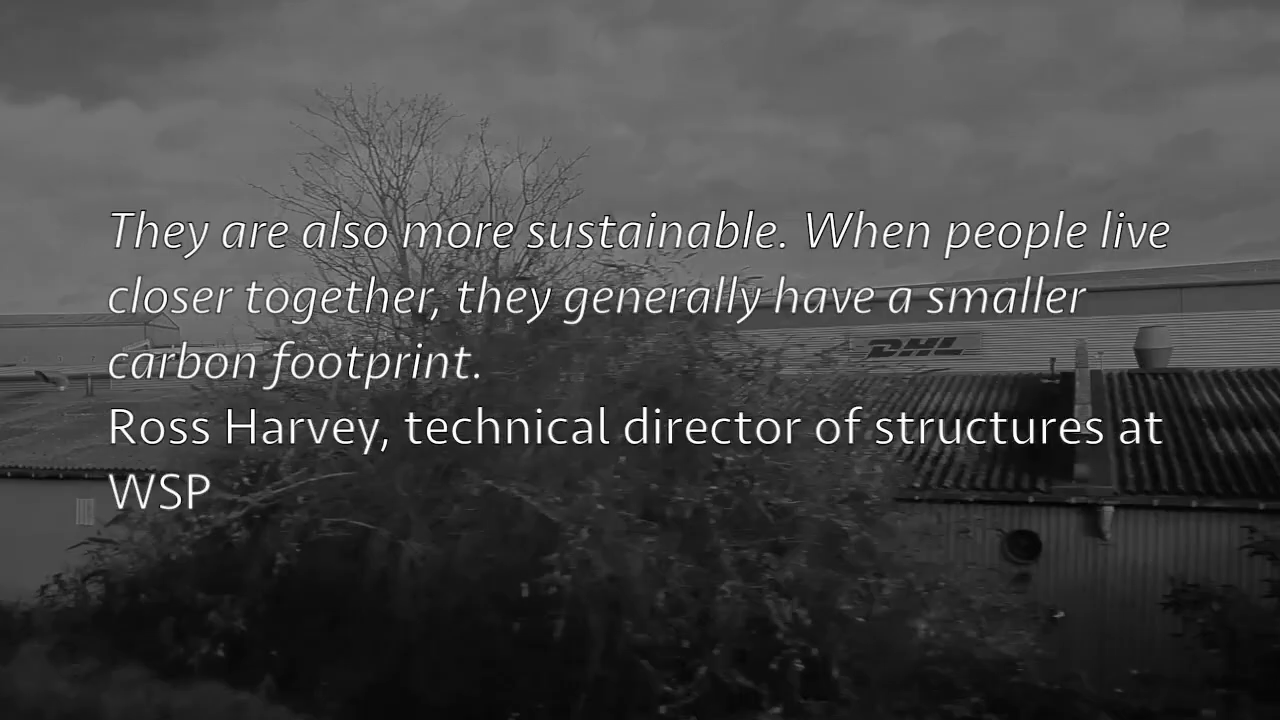 They are also more sustainable. When people live
closer together, they generally have a smaller
carbon footprint.
DHL
Ross Harvey, technical director of structures at
WSP